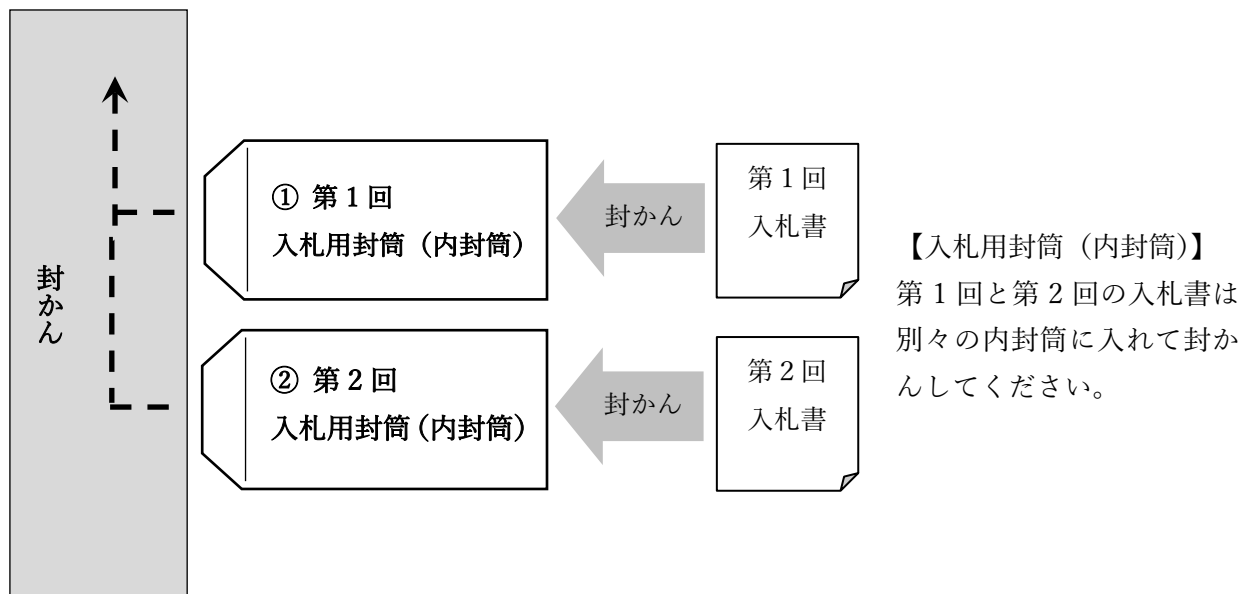 封かん
① 第1回
入札用封筒（内封筒）
封かん
第1回
入札書
② 第2回
入札用封筒（内封筒）
封かん
第2回
入札書
【入札用封筒（内封筒）】
第1回と第2回の入札書は
別々の内封筒に入れて封か
んしてください。